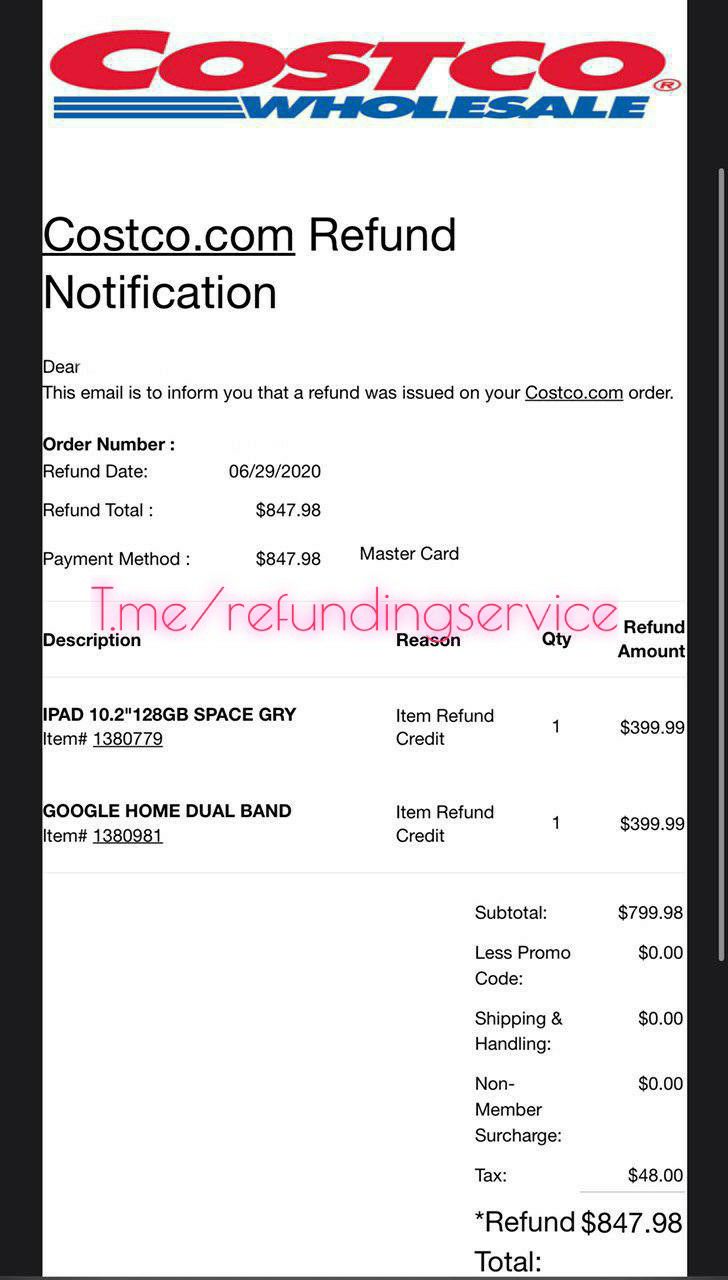 COSTCO®
WHOLESALE
Costco.com Refund
Notification
Dear
This email is to inform you that a refund was issued on your Costco.com order.
Order Number :
Refund Date: 06/29/2020
Refund Total : $847.98
Payment Method : $847.98 Master Card
T.me/refundingservice
Description Reason Qty Refund Amount
IPAD 10.2"128GB SPACE GRY Item Refund Credit 1 $399.99
Item# 1380779
GOOGLE HOME DUAL BAND Item Refund Credit 1 $399.99
Item# 1380981
Subtotal: $799.98
Less Promo Code: $0.00
Shipping & Handling: $0.00
Non-Member Surcharge: $0.00
Tax: $48.00
*Refund Total: $847.98